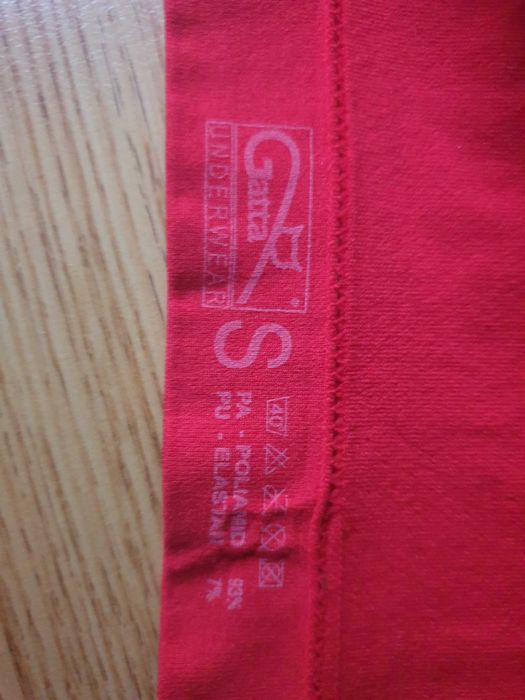 Gatta
®
UNDERWEAR
S
40
PA - POLIAMID 93%
PU - ELASTAN 7%